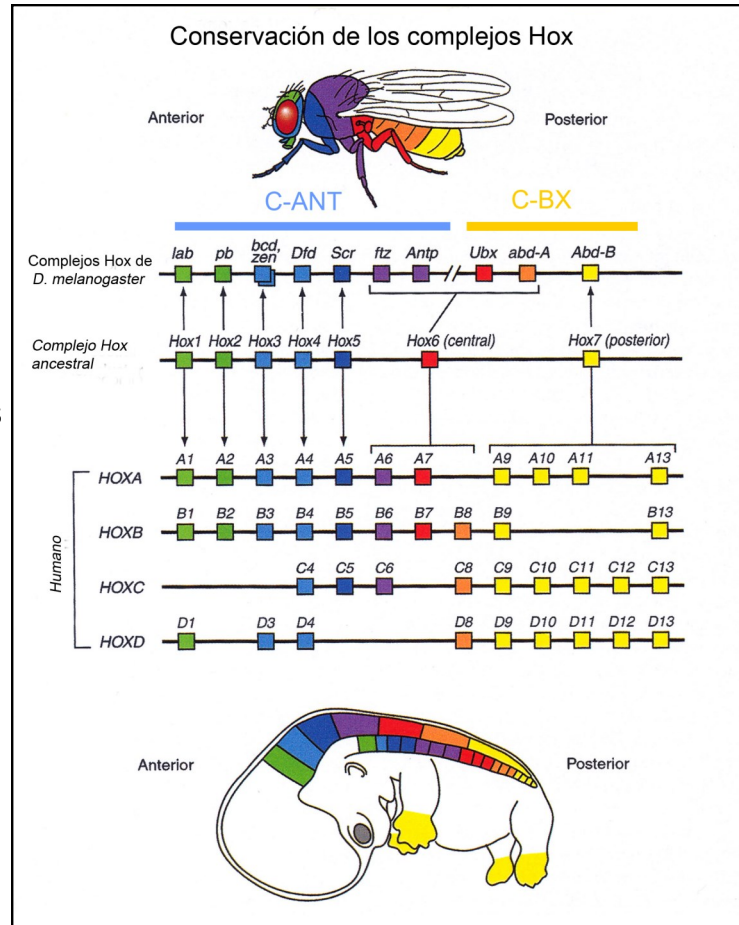 Conservación de los complejos Hox
Anterior
Posterior
C-ANT
C-BX
Complejos Hox de
D. melanogaster
lab pb bcd, zen Dfd Scr ftz Antp Ubx abd-A Abd-B
Complejo Hox
ancestral
Hox1 Hox2 Hox3 Hox4 Hox5 Hox6 (central) Hox7 (posterior)
s
Humano
HOXA
A1 A2 A3 A4 A5 A6 A7 A9 A10 A11 A13
HOXB
B1 B2 B3 B4 B5 B6 B7 B8 B9 B13
HOXC
C4 C5 C6 C8 C9 C10 C11 C12 C13
HOXD
D1 D3 D4 D8 D9 D10 D11 D12 D13
Anterior
Posterior